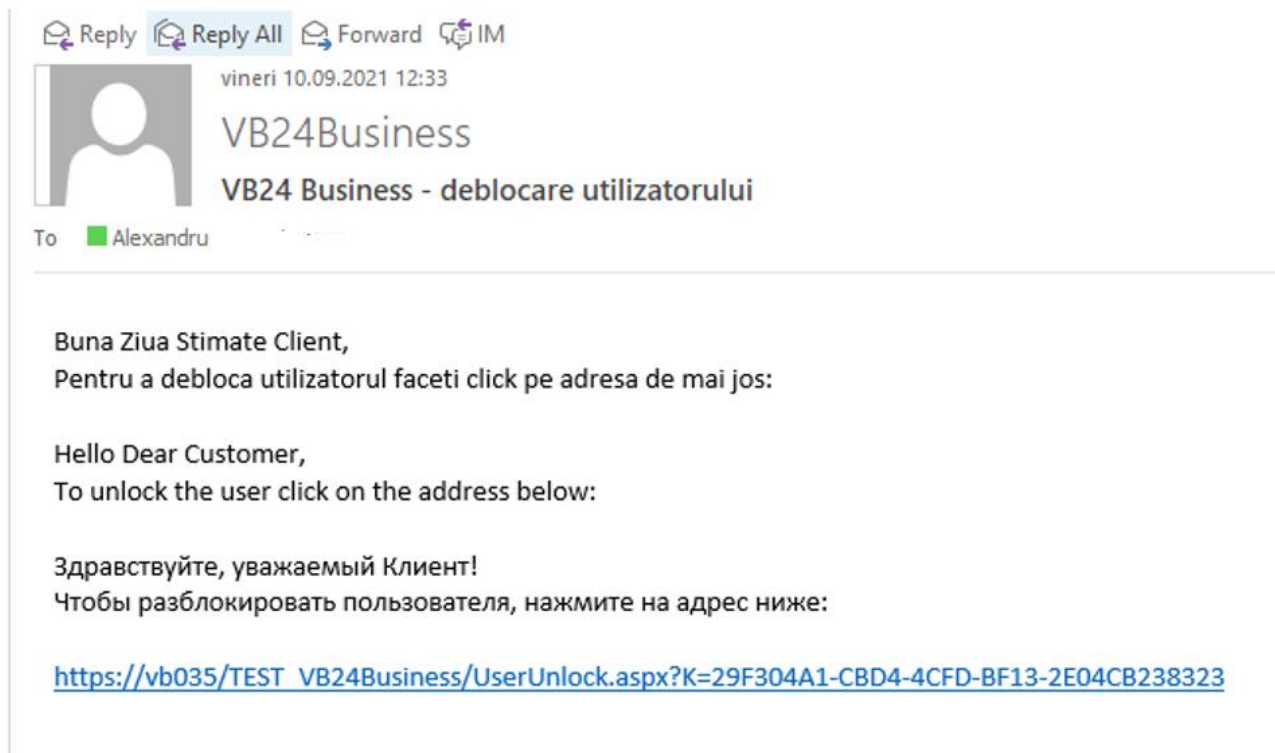 Reply Reply All Forward IM
vineri 10.09.2021 12:33
VB24Business
VB24 Business - deblocare utilizatorului
To Alexandru
Buna Ziua Stimate Client,
Pentru a debloca utilizatorul faceti click pe adresa de mai jos:
Hello Dear Customer,
To unlock the user click on the address below:
Здравствуйте, уважаемый Клиент!
Чтобы разблокировать пользователя, нажмите на адрес ниже:
https://vb035/TEST_VB24Business/UserUnlock.aspx?K=29F304A1-CBD4-4CFD-BF13-2E04CB238323